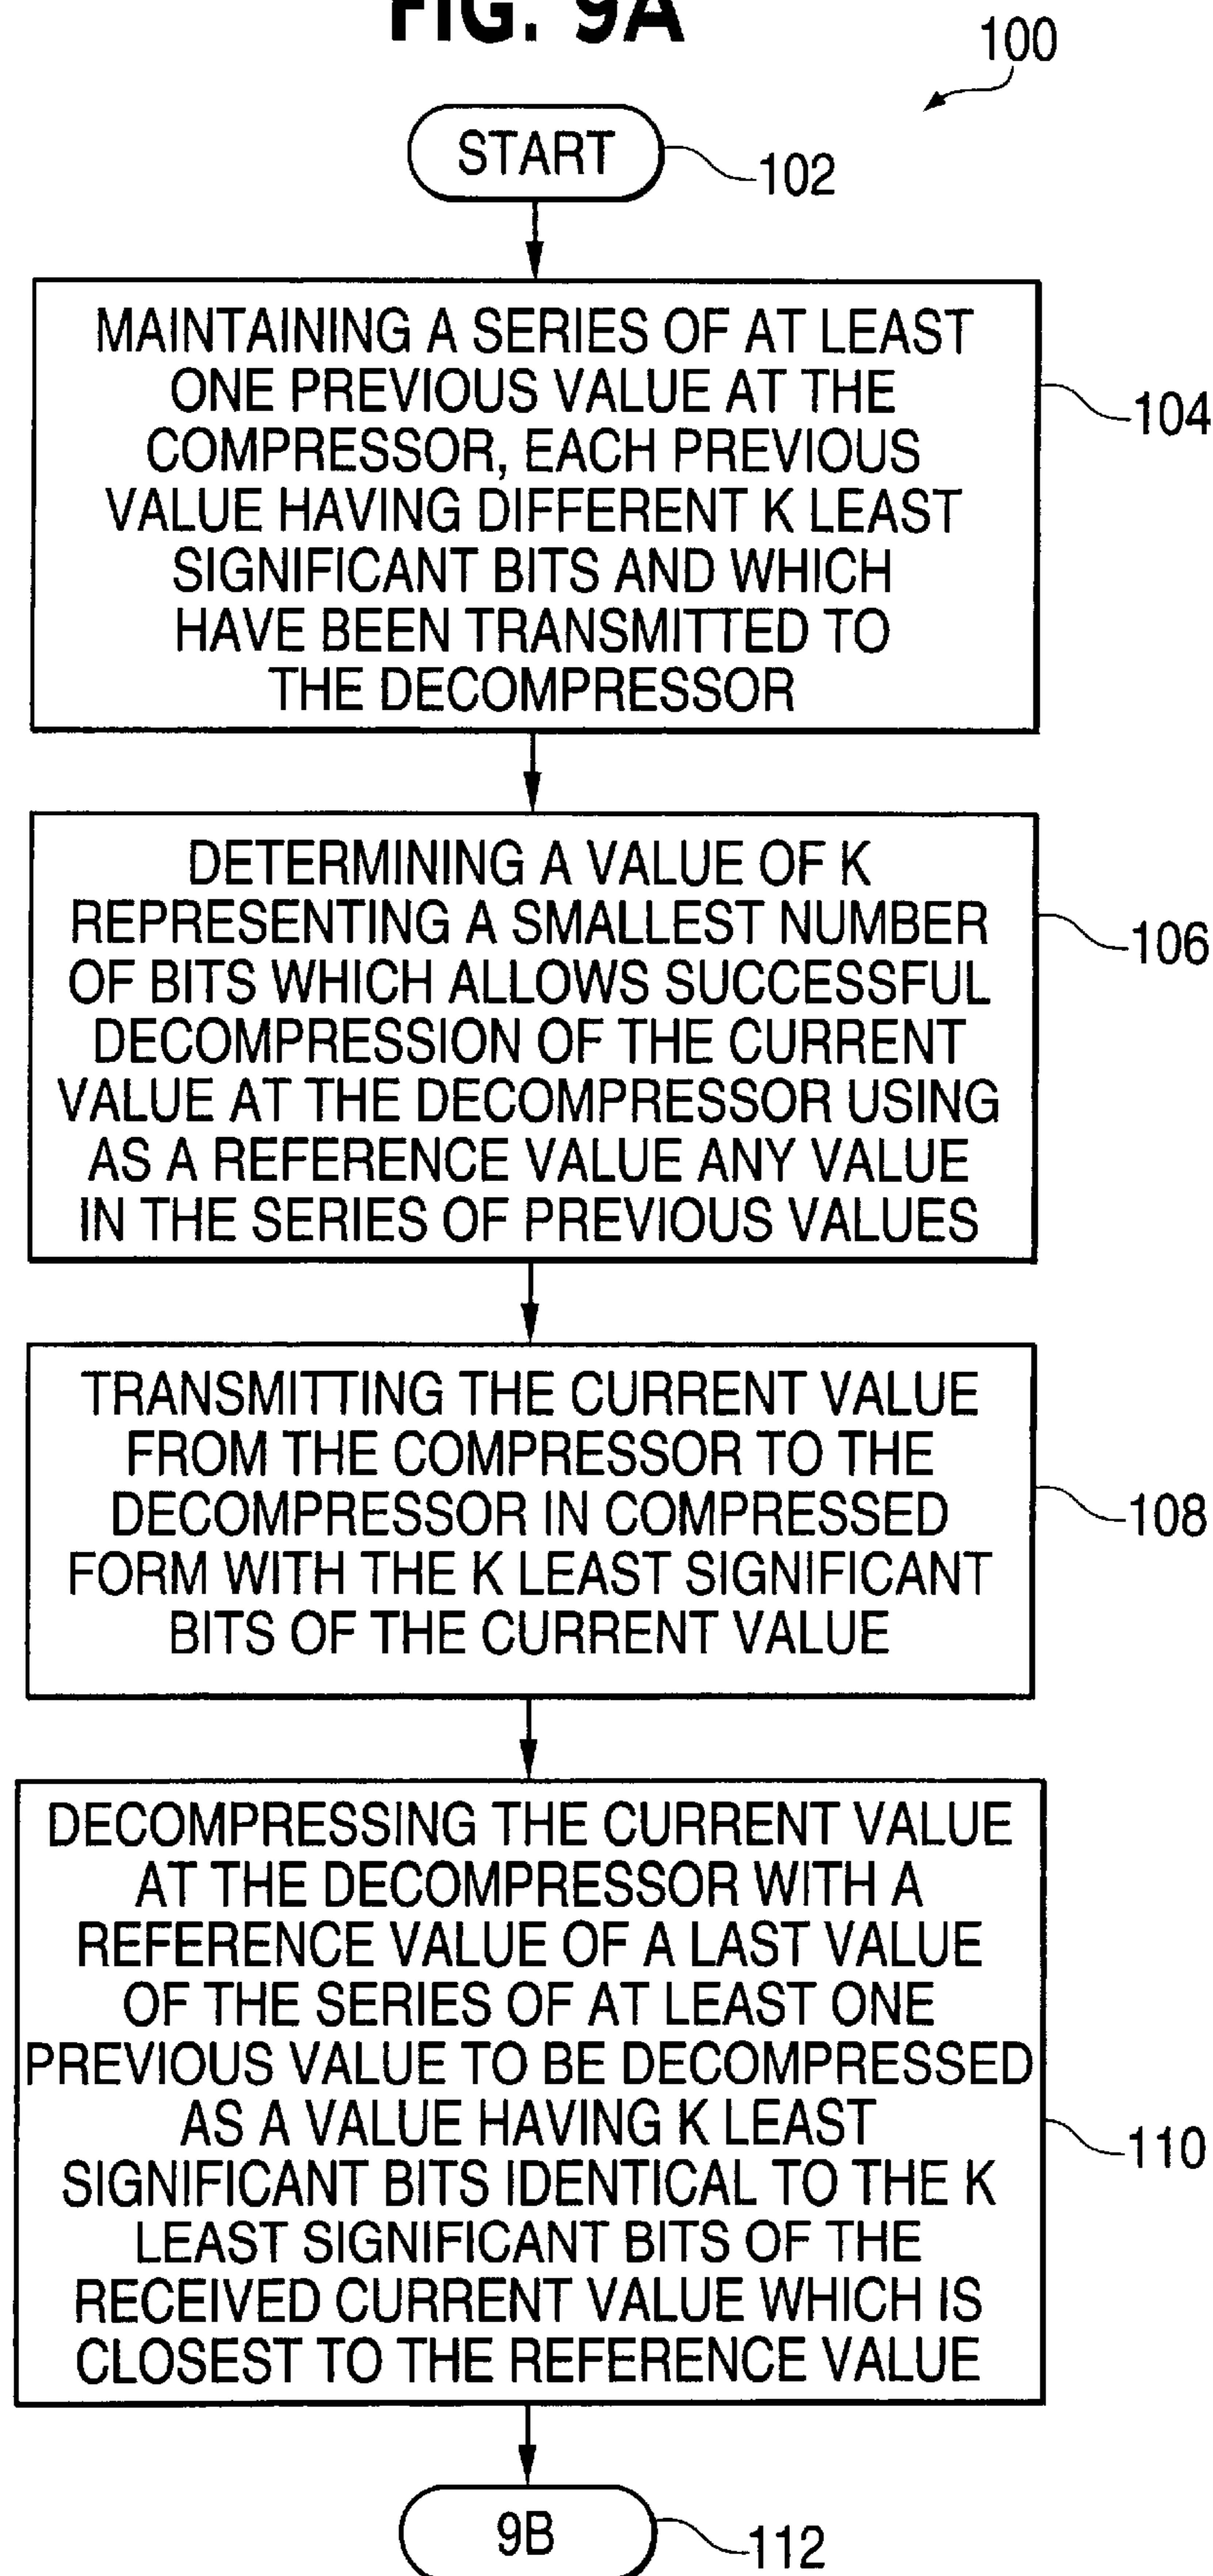 FIG. 9A
100
START
102
MAINTAINING A SERIES OF AT LEAST
ONE PREVIOUS VALUE AT THE
COMPRESSOR, EACH PREVIOUS
VALUE HAVING DIFFERENT K LEAST
SIGNIFICANT BITS AND WHICH
HAVE BEEN TRANSMITTED TO
THE DECOMPRESSOR
104
DETERMINING A VALUE OF K
REPRESENTING A SMALLEST NUMBER
OF BITS WHICH ALLOWS SUCCESSFUL
DECOMPRESSION OF THE CURRENT
VALUE AT THE DECOMPRESSOR USING
AS A REFERENCE VALUE ANY VALUE
IN THE SERIES OF PREVIOUS VALUES
106
TRANSMITTING THE CURRENT VALUE
FROM THE COMPRESSOR TO THE
DECOMPRESSOR IN COMPRESSED
FORM WITH THE K LEAST SIGNIFICANT
BITS OF THE CURRENT VALUE
108
DECOMPRESSING THE CURRENT VALUE
AT THE DECOMPRESSOR WITH A
REFERENCE VALUE OF A LAST VALUE
OF THE SERIES OF AT LEAST ONE
PREVIOUS VALUE TO BE DECOMPRESSED
AS A VALUE HAVING K LEAST
SIGNIFICANT BITS IDENTICAL TO THE K
LEAST SIGNIFICANT BITS OF THE
RECEIVED CURRENT VALUE WHICH IS
CLOSEST TO THE REFERENCE VALUE
110
9B
112